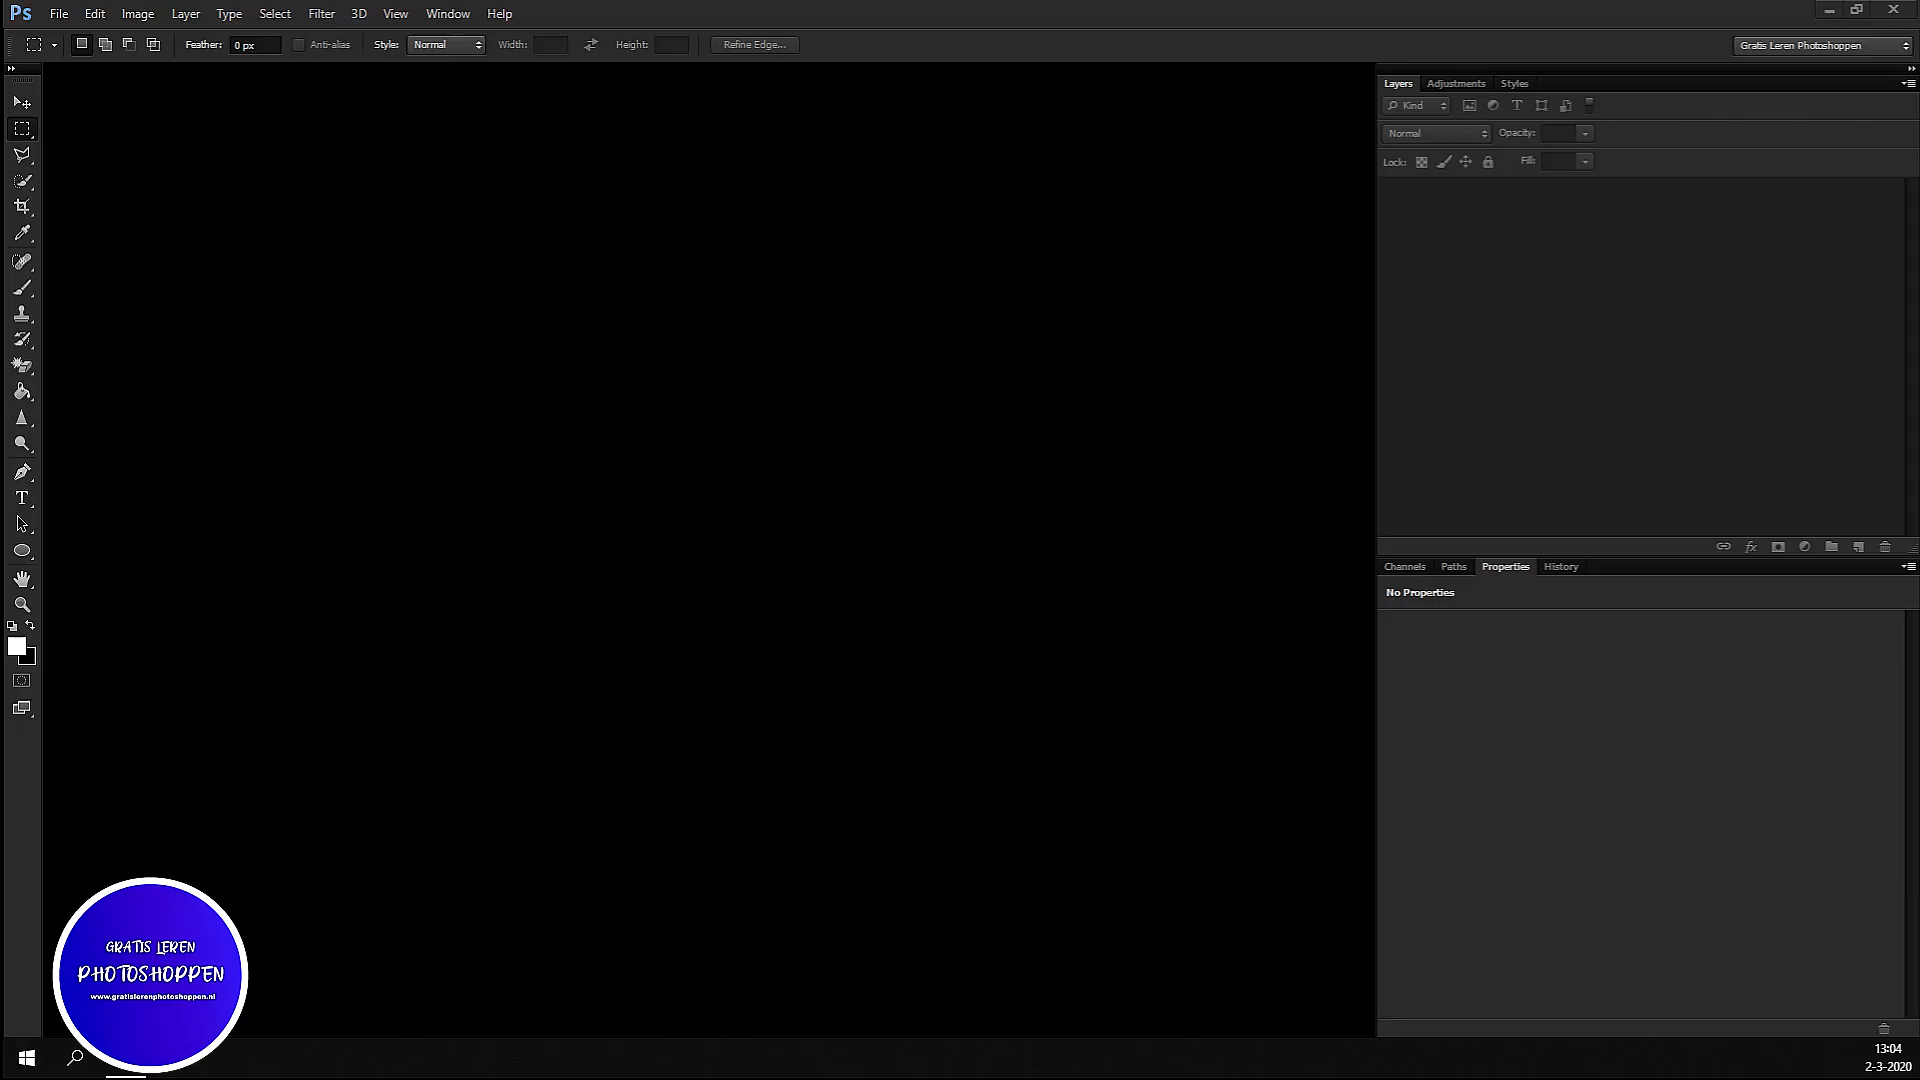 Ps File Edit Image Layer Type Select Filter 3D View Window Help
Feather: 0 px Anti-alias Style: Normal Width: Height: Refine Edge... Gratis Leren Photoshoppen
Layers Adjustments Styles
Kind
Normal Opacity:
Lock: Fill:
Channels Paths Properties History
No Properties
GRATIS LEREN
PHOTOSHOPPEN
www.gratislerenphotoshoppen.nl
13:04
2-3-2020